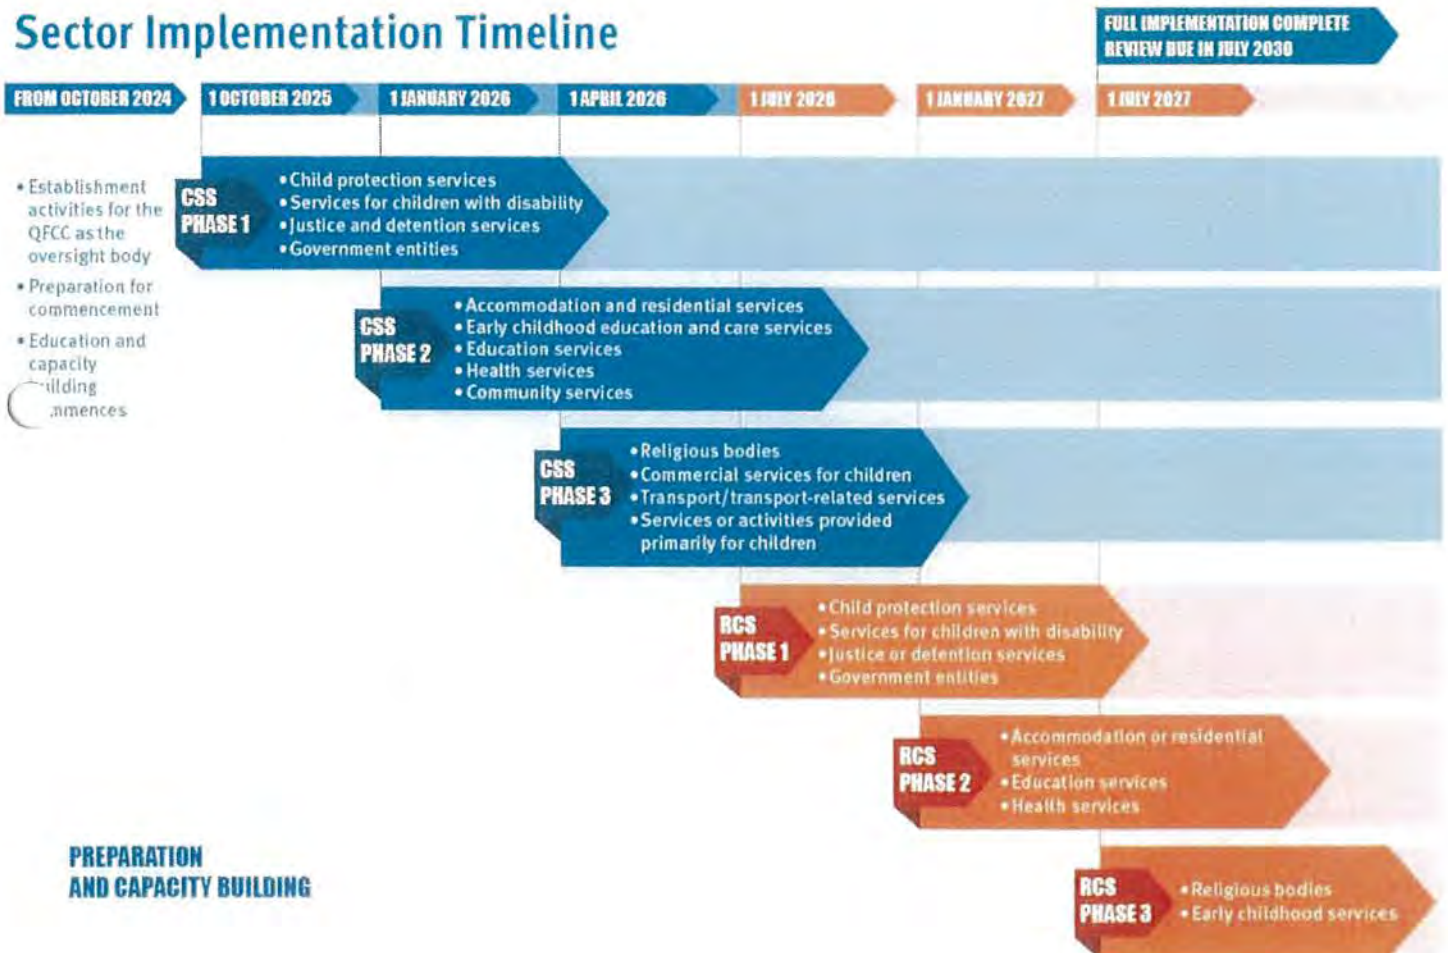 Sector Implementation Timeline
FULL IMPLEMENTATION COMPLETE
REVIEW DUE IN JULY 2030
FROM OCTOBER 2024
1 OCTOBER 2025
1 JANUARY 2026
1 APRIL 2026
1 JULY 2026
1 JANUARY 2027
1 JULY 2027
• Establishment
activities for the
QFCC as the
oversight body
• Preparation for
commencement
• Education and
capacity
ilding
nmences
CSS
PHASE 1
• Child protection services
• Services for children with disability
• Justice and detention services
• Government entities
CSS
PHASE 2
• Accommodation and residential services
• Early childhood education and care services
• Education services
• Health services
• Community services
CSS
PHASE 3
• Religious bodies
• Commercial services for children
• Transport/transport-related services
• Services or activities provided
primarily for children
RCS
PHASE 1
• Child protection services
• Services for children with disability
• Justice or detention services
• Government entities
RCS
PHASE 2
• Accommodation or residential
services
• Education services
• Health services
RCS
PHASE 3
• Religious bodies
• Early childhood services
PREPARATION
AND CAPACITY BUILDING